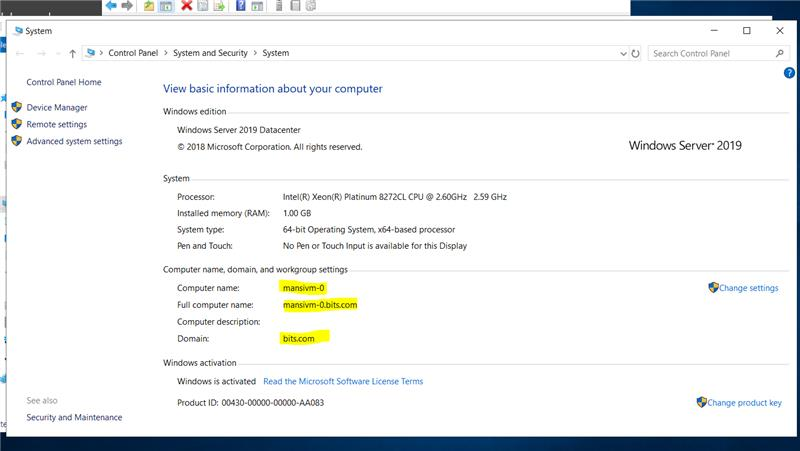 System
Control Panel > System and Security > System
Search Control Panel
Control Panel Home
Device Manager
Remote settings
Advanced system settings
View basic information about your computer
Windows edition
Windows Server 2019 Datacenter
© 2018 Microsoft Corporation. All rights reserved.
Windows Server 2019
System
Processor: Intel(R) Xeon(R) Platinum 8272CL CPU @ 2.60GHz 2.59 GHz
Installed memory (RAM): 1.00 GB
System type: 64-bit Operating System, x64-based processor
Pen and Touch: No Pen or Touch Input is available for this Display
Computer name, domain, and workgroup settings
Computer name: mansivm-0
Change settings
Full computer name: mansivm-0.bits.com
Computer description:
Domain: bits.com
Windows activation
Windows is activated Read the Microsoft Software License Terms
Product ID: 00430-00000-00000-AA083
Change product key
See also
Security and Maintenance